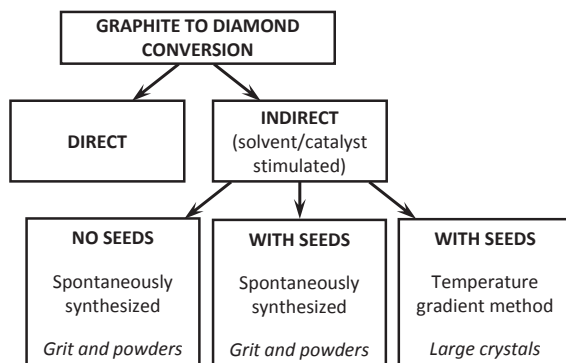 GRAPHITE TO DIAMOND
CONVERSION
DIRECT
INDIRECT
(solvent/catalyst
stimulated)
NO SEEDS
Spontaneously
synthesized
Grit and powders
WITH SEEDS
Spontaneously
synthesized
Grit and powders
WITH SEEDS
Temperature
gradient method
Large crystals